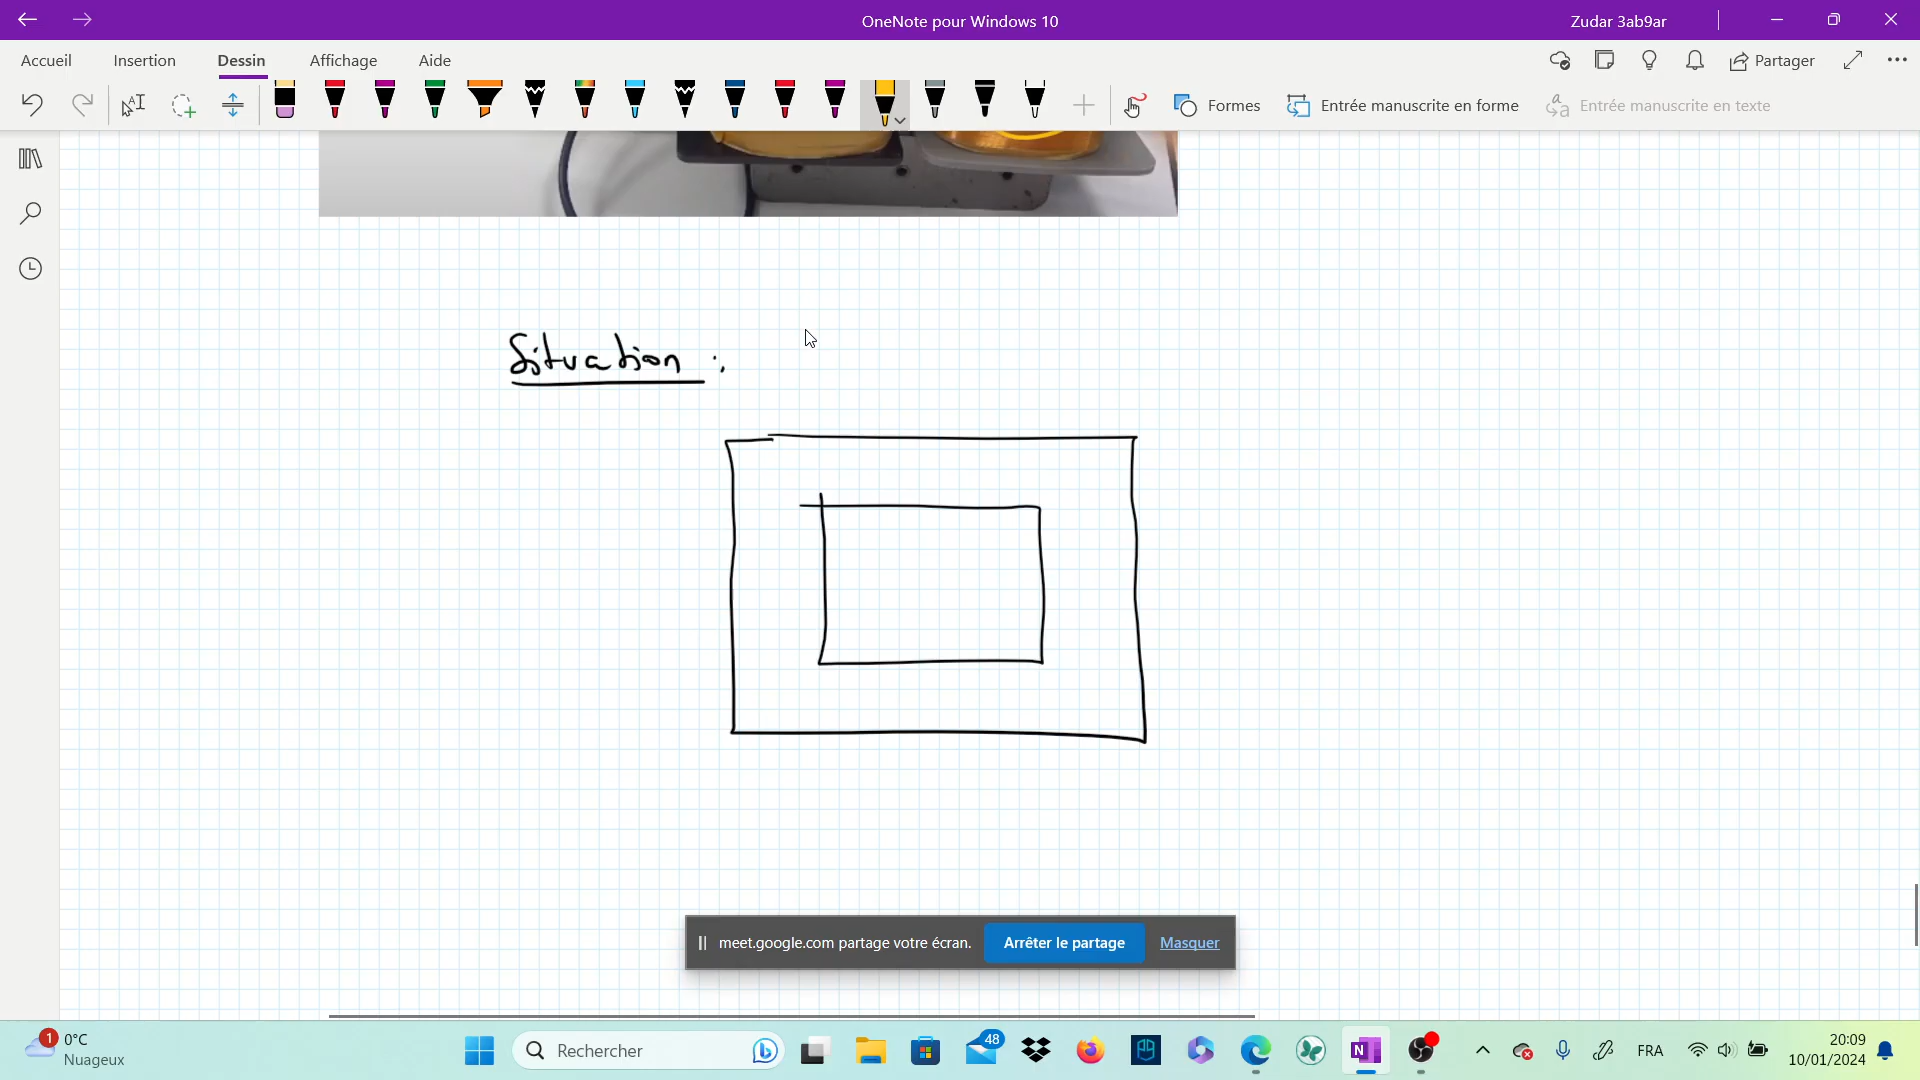 OneNote pour Windows 10
Zudar 3ab9ar
Accueil
Insertion
Dessin
Affichage
Aide
Partager
Formes
Entrée manuscrite en forme
Entrée manuscrite en texte
Situation :
meet.google.com partage votre écran.
Arrêter le partage
Masquer
1
0°C
Nuageux
Rechercher
48
FRA
20:09
10/01/2024